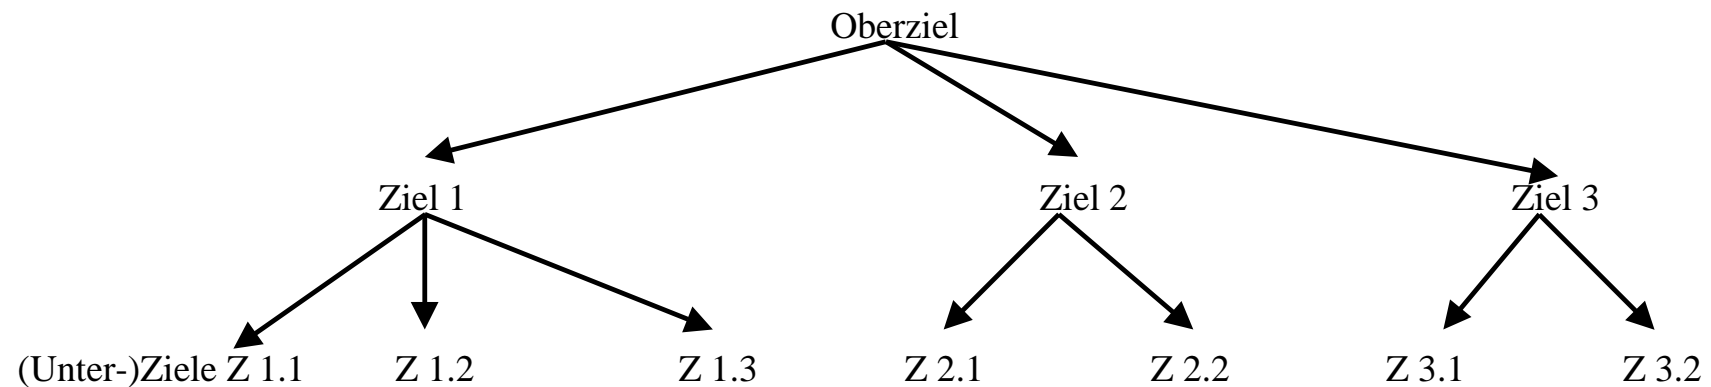 Oberziel
Ziel 1 Ziel 2 Ziel 3
(Unter-)Ziele Z 1.1 Z 1.2 Z 1.3 Z 2.1 Z 2.2 Z 3.1 Z 3.2